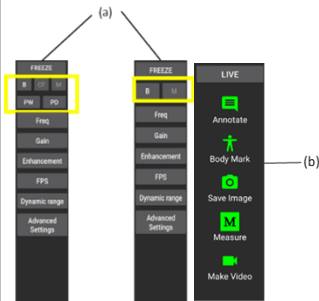 (a)
FREEZE
B CF M
PW PD
Freq
Gain
Enhancement
FPS
Dynamic range
Advanced
Settings
FREEZE
B M
Freq
Gain
Enhancement
FPS
Dynamic range
Advanced
Settings
LIVE
Annotate
Body Mark
Save Image
M
Measure
Make Video
(b)